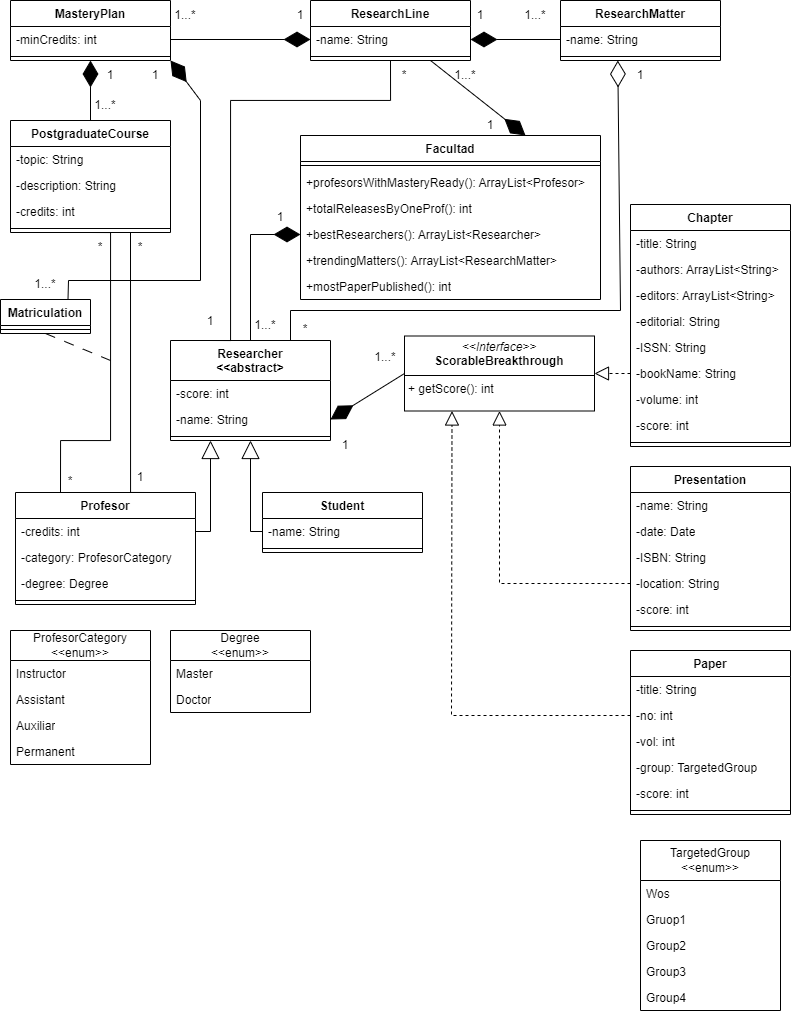 MasteryPlan
-minCredits: int
1...*
1
ResearchLine
-name: String
1
1...*
ResearchMatter
-name: String
1
1
*
1...*
1
1...*
PostgraduateCourse
-topic: String
-description: String
-credits: int
1
Facultad
+profesorsWithMasteryReady(): ArrayList<Profesor>
+totalReleasesByOneProf(): int
+bestResearchers(): ArrayList<Researcher>
+trendingMatters(): ArrayList<ResearchMatter>
+mostPaperPublished(): int
1
*
*
1...*
Matriculation
1
1...*
*
Researcher
<<abstract>>
-score: int
-name: String
1...*
1
<<Interface>>
ScorableBreakthrough
+ getScore(): int
Chapter
-title: String
-authors: ArrayList<String>
-editors: ArrayList<String>
-editorial: String
-ISSN: String
-bookName: String
-volume: int
-score: int
*
1
Profesor
-credits: int
-category: ProfesorCategory
-degree: Degree
Student
-name: String
Presentation
-name: String
-date: Date
-ISBN: String
-location: String
-score: int
ProfesorCategory
<<enum>>
Instructor
Assistant
Auxiliar
Permanent
Degree
<<enum>>
Master
Doctor
Paper
-title: String
-no: int
-vol: int
-group: TargetedGroup
-score: int
TargetedGroup
<<enum>>
Wos
Gruop1
Group2
Group3
Group4